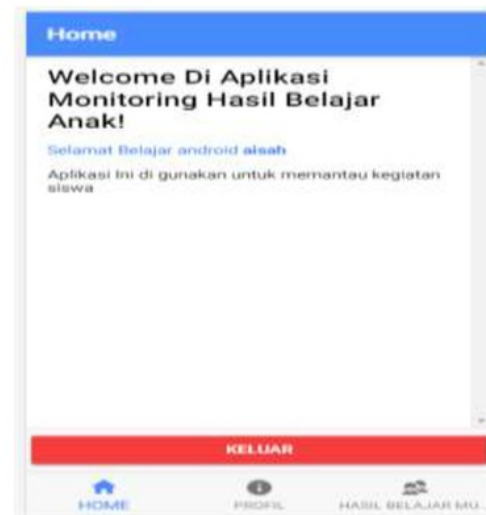 Home
Welcome Di Aplikasi
Monitoring Hasil Belajar
Anak!
Selamat Belajar android aisah
Aplikasi Ini di gunakan untuk memantau kegiatan
siswa
KELUAR
HOME PROFIL HASIL BELAJAR MU...